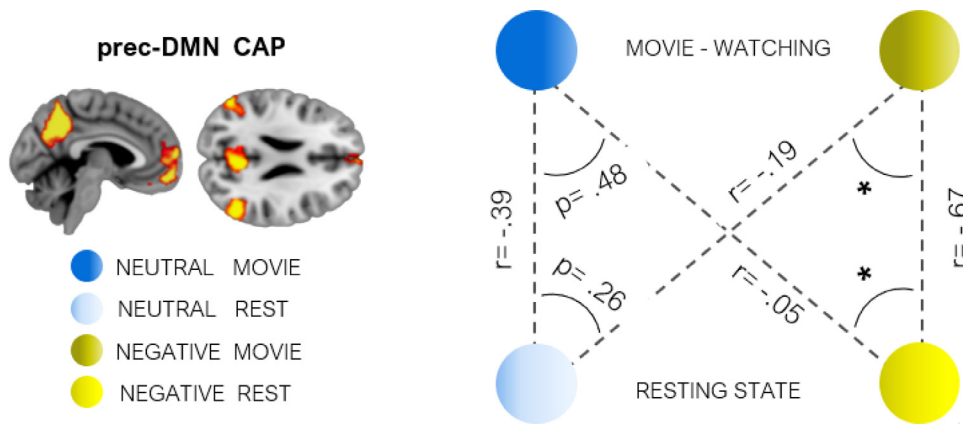 prec-DMN CAP
NEUTRAL MOVIE
NEUTRAL REST
NEGATIVE MOVIE
NEGATIVE REST
MOVIE - WATCHING
r= -.39
p= .48
r= -.19
*
r= -.67
p= .26
r= -.05
*
RESTING STATE